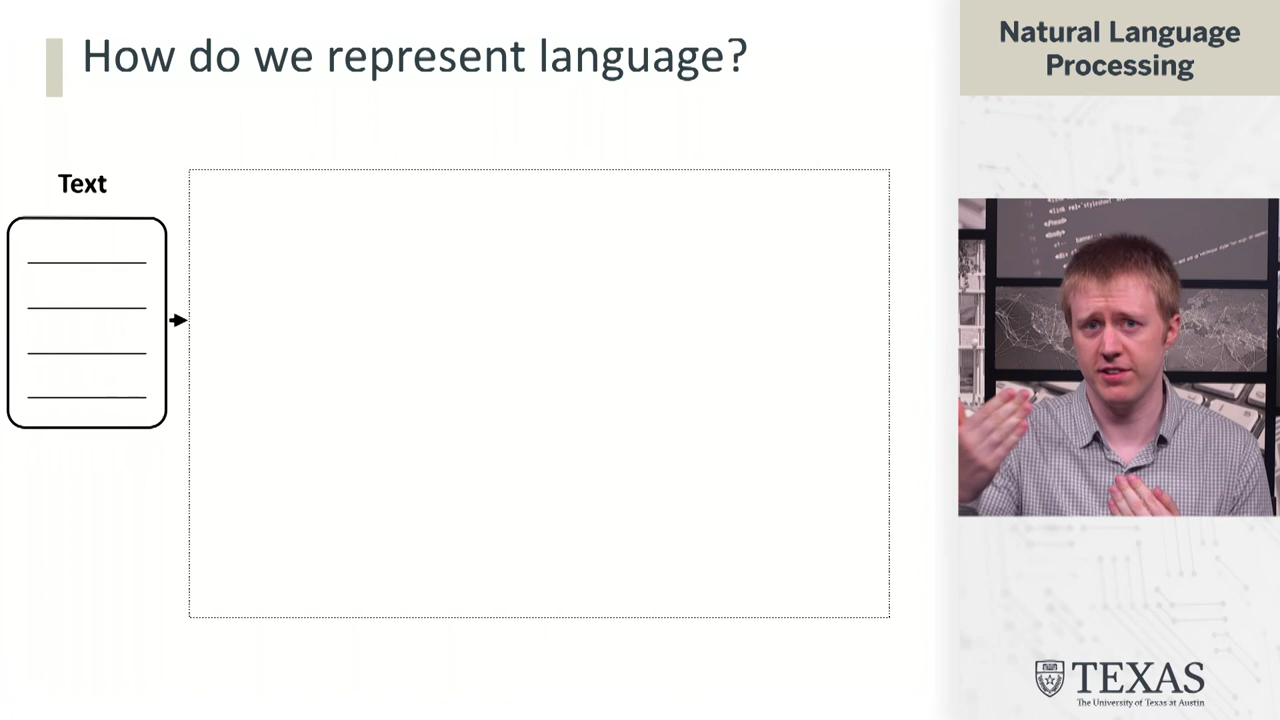 How do we represent language?
Natural Language
Processing
Text
TEXAS
The University of Texas at Austin